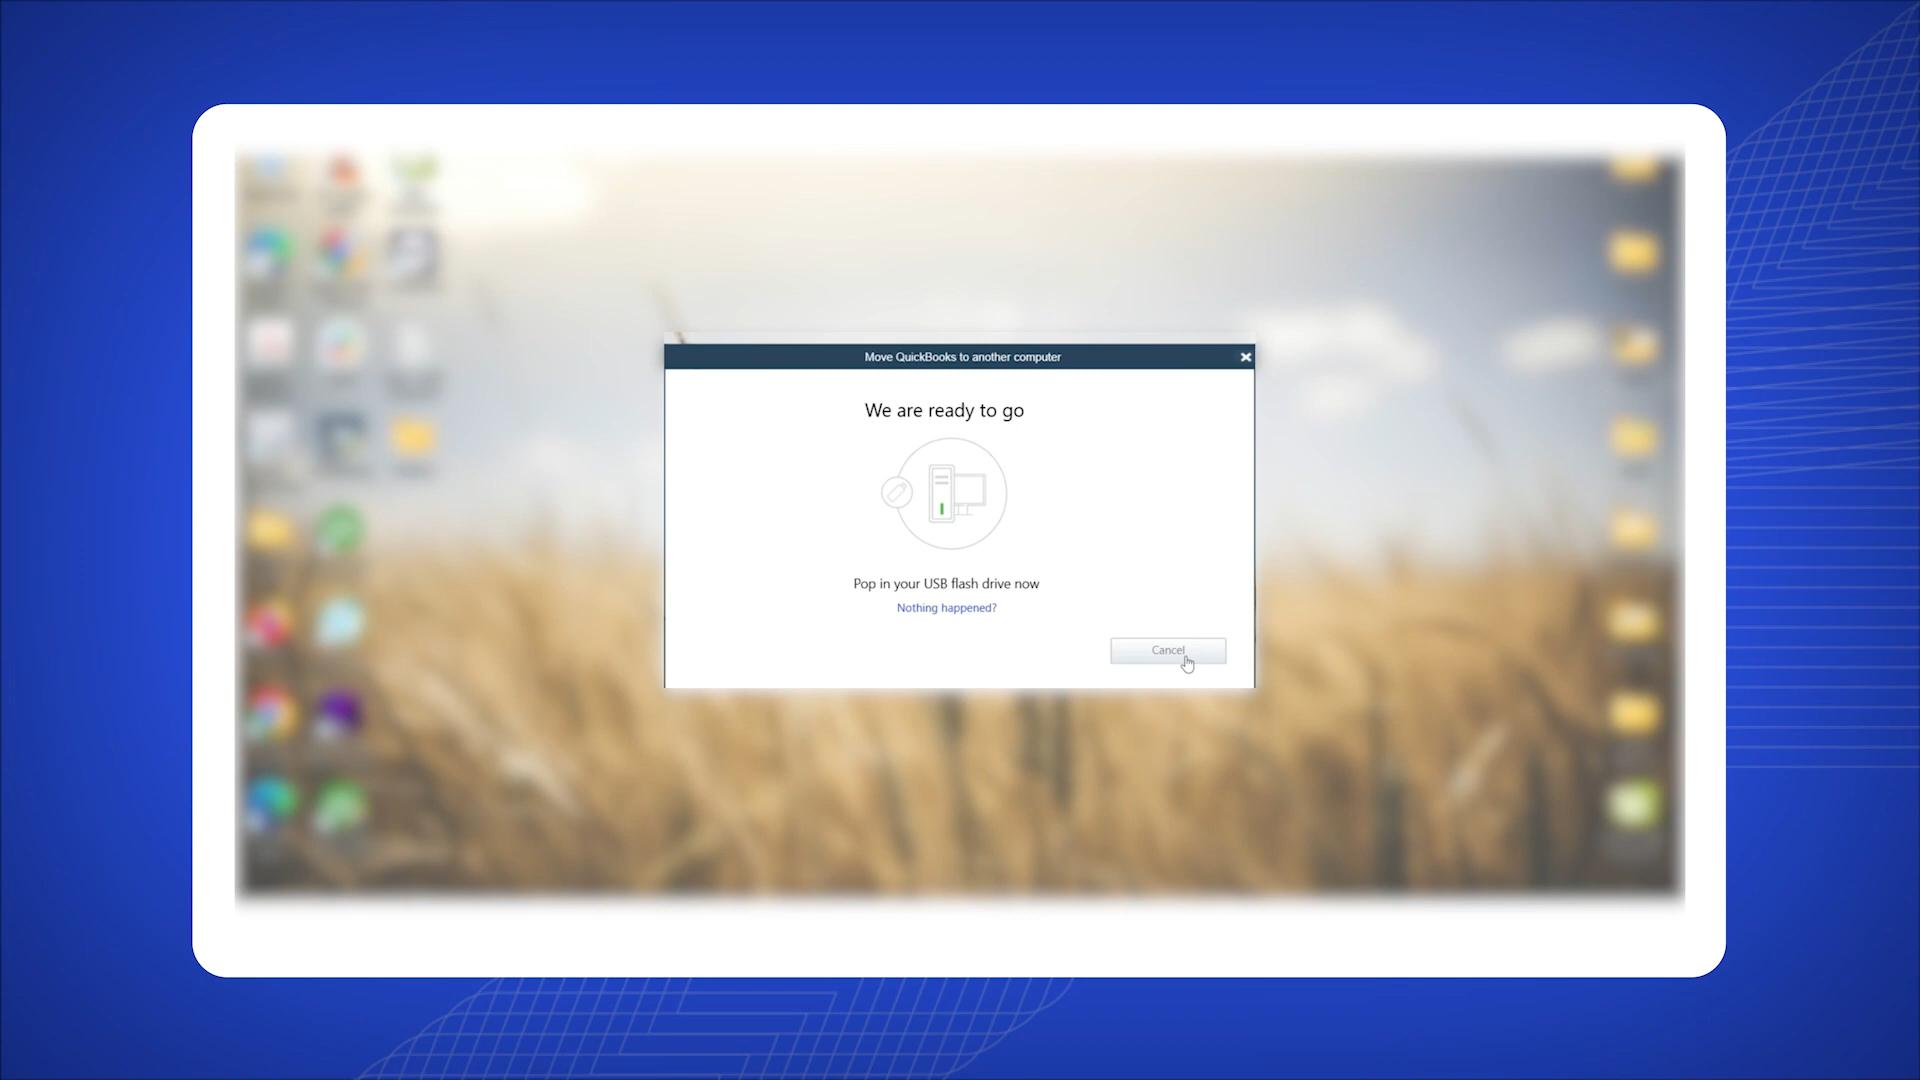 Move QuickBooks to another computer
We are ready to go
Pop in your USB flash drive now
Nothing happened?
Cancel